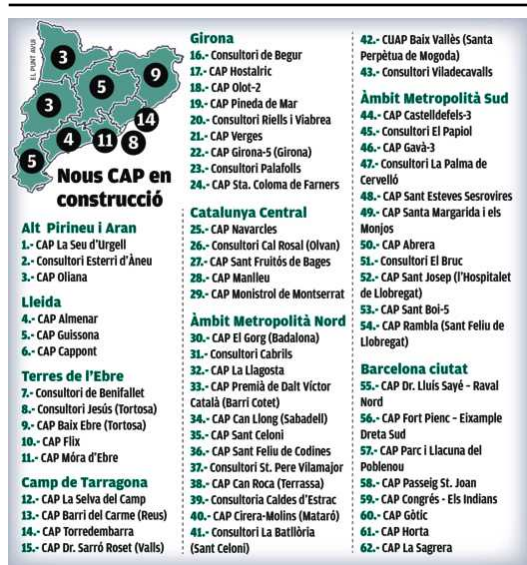 EL PUNT AVUI
3
9
5
3
14
4
11
8
5
Nous CAP en
construcció
Alt Pirineu i Aran
1.- CAP La Seu d'Urgell
2.- Consultori Esterri d'Àneu
3.- CAP Oliana
Lleida
4.- CAP Almenar
5.- CAP Guissona
6.- CAP Cappont
Terres de l'Ebre
7.- Consultori de Benifallet
8.- Consultori Jesús (Tortosa)
9.- CAP Baix Ebre (Tortosa)
10.- CAP Flix
11.- CAP Móra d'Ebre
Camp de Tarragona
12.- CAP La Selva del Camp
13.- CAP Barri del Carme (Reus)
14.- CAP Torredembarra
15.- CAP Dr. Sarró Roset (Valls)
Girona
16.- Consultori de Begur
17.- CAP Hostalric
18.- CAP Olot-2
19.- CAP Pineda de Mar
20.- Consultori Riells i Viabrea
21.- CAP Verges
22.- CAP Girona-5 (Girona)
23.- Consultori Palafolls
24.- CAP Sta. Coloma de Farners
Catalunya Central
25.- CAP Navarcles
26.- Consultori Cal Rosal (Olvan)
27.- CAP Sant Fruitós de Bages
28.- CAP Manlleu
29.- CAP Monistrol de Montserrat
Àmbit Metropolità Nord
30.- CAP El Gorg (Badalona)
31.- Consultori Cabrils
32.- CAP La Llagosta
33.- CAP Premià de Dalt Víctor
Català (Barri Cotet)
34.- CAP Can Llong (Sabadell)
35.- CAP Sant Celoni
36.- CAP Sant Feliu de Codines
37.- Consultori St. Pere Vilamajor
38.- CAP Can Roca (Terrassa)
39.- Consultoria Caldes d'Estrac
40.- CAP Cirera-Molins (Mataró)
41.- Consultori La Batllòria
(Sant Celoni)
42.- CUAP Baix Vallès (Santa
Perpètua de Mogoda)
43.- Consultori Viladecavalls
Àmbit Metropolità Sud
44.- CAP Castelldefels-3
45.- Consultori El Papiol
46.- CAP Gavà-3
47.- Consultori La Palma de
Cervelló
48.- CAP Sant Esteves Sesrovires
49.- CAP Santa Margarida i els
Monjos
50.- CAP Abrera
51.- Consultori El Bruc
52.- CAP Sant Josep (l'Hospitalet
de Llobregat)
53.- CAP Sant Boi-5
54.- CAP Rambla (Sant Feliu de
Llobregat)
Barcelona ciutat
55.- CAP Dr. Lluís Sayé - Raval
Nord
56.- CAP Fort Pienc - Eixample
Dreta Sud
57.- CAP Parc i Llacuna del
Poblenou
58.- CAP Passeig St. Joan
59.- CAP Congrés - Els Indians
60.- CAP Gòtic
61.- CAP Horta
62.- CAP La Sagrera